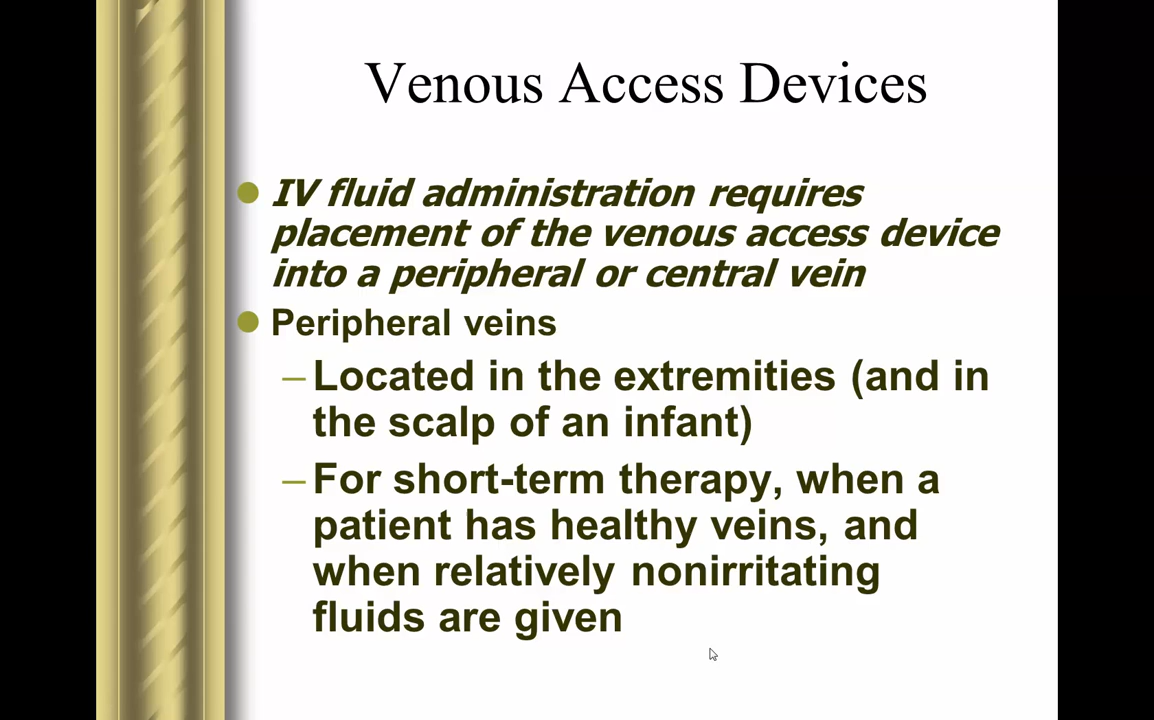 Venous Access Devices
IV fluid administration requires
placement of the venous access device
into a peripheral or central vein
Peripheral veins
–Located in the extremities (and in
the scalp of an infant)
–For short-term therapy, when a
patient has healthy veins, and
when relatively nonirritating
fluids are given